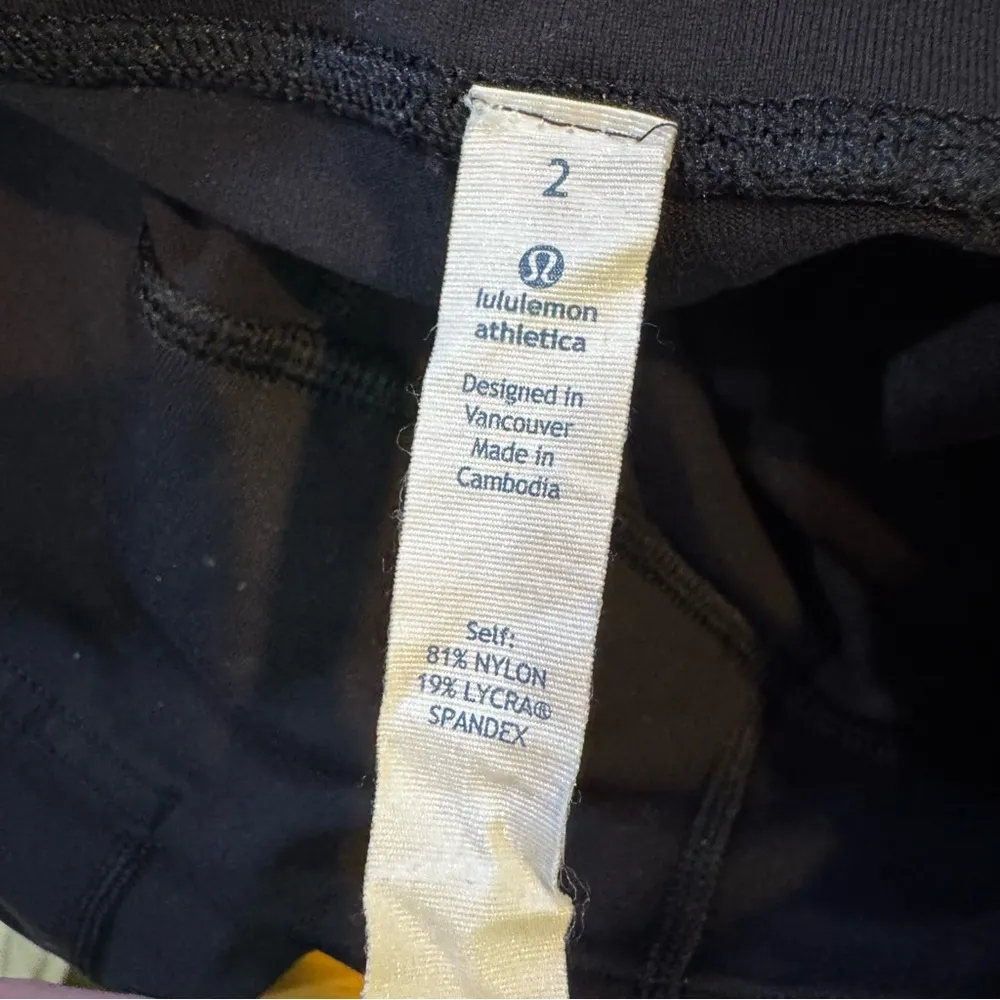 2
lululemon
athletica
Designed in
Vancouver
Made in
Cambodia
Self:
81% NYLON
19% LYCRA®
SPANDEX